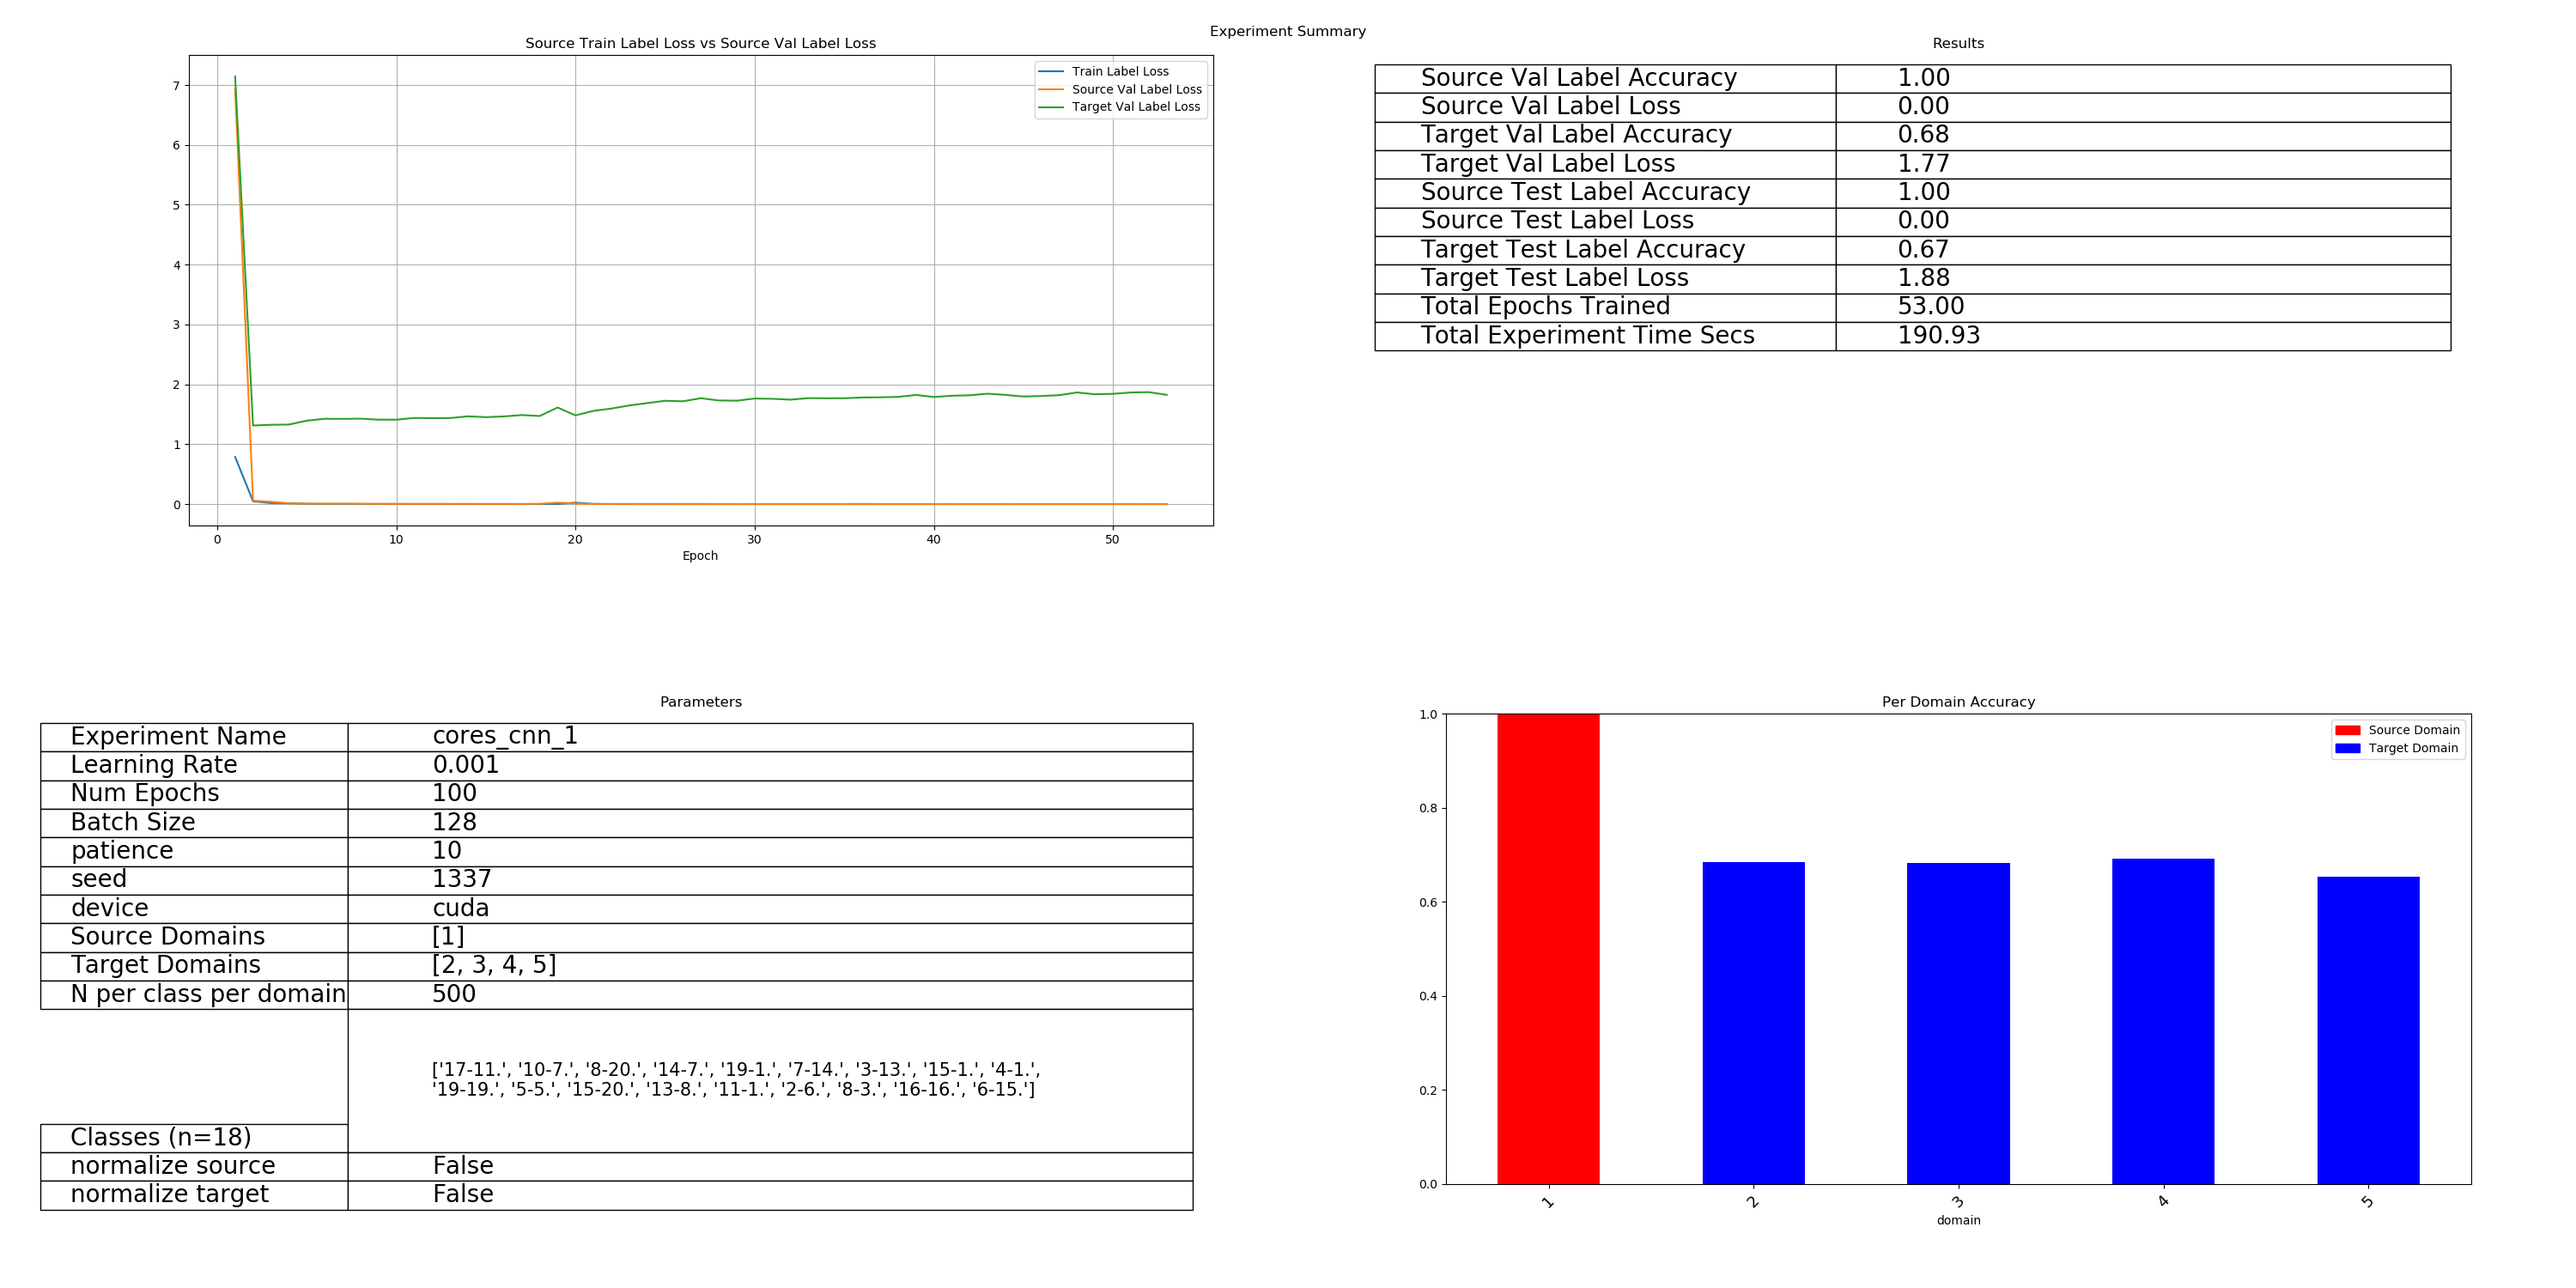 Experiment Summary
Source Train Label Loss vs Source Val Label Loss
7
6
5
4
3
2
1
0
0 10 20 30 40 50
Epoch
Train Label Loss
Source Val Label Loss
Target Val Label Loss
Results
Source Val Label Accuracy 1.00
Source Val Label Loss 0.00
Target Val Label Accuracy 0.68
Target Val Label Loss 1.77
Source Test Label Accuracy 1.00
Source Test Label Loss 0.00
Target Test Label Accuracy 0.67
Target Test Label Loss 1.88
Total Epochs Trained 53.00
Total Experiment Time Secs 190.93
Parameters
Experiment Name cores_cnn_1
Learning Rate 0.001
Num Epochs 100
Batch Size 128
patience 10
seed 1337
device cuda
Source Domains [1]
Target Domains [2, 3, 4, 5]
N per class per domain 500
['17-11.', '10-7.', '8-20.', '14-7.', '19-1.', '7-14.', '3-13.', '15-1.', '4-1.',
'19-19.', '5-5.', '15-20.', '13-8.', '11-1.', '2-6.', '8-3.', '16-16.', '6-15.']
Classes (n=18)
normalize source False
normalize target False
Per Domain Accuracy
1.0
0.8
0.6
0.4
0.2
0.0
1 2 3 4 5
domain
Source Domain
Target Domain